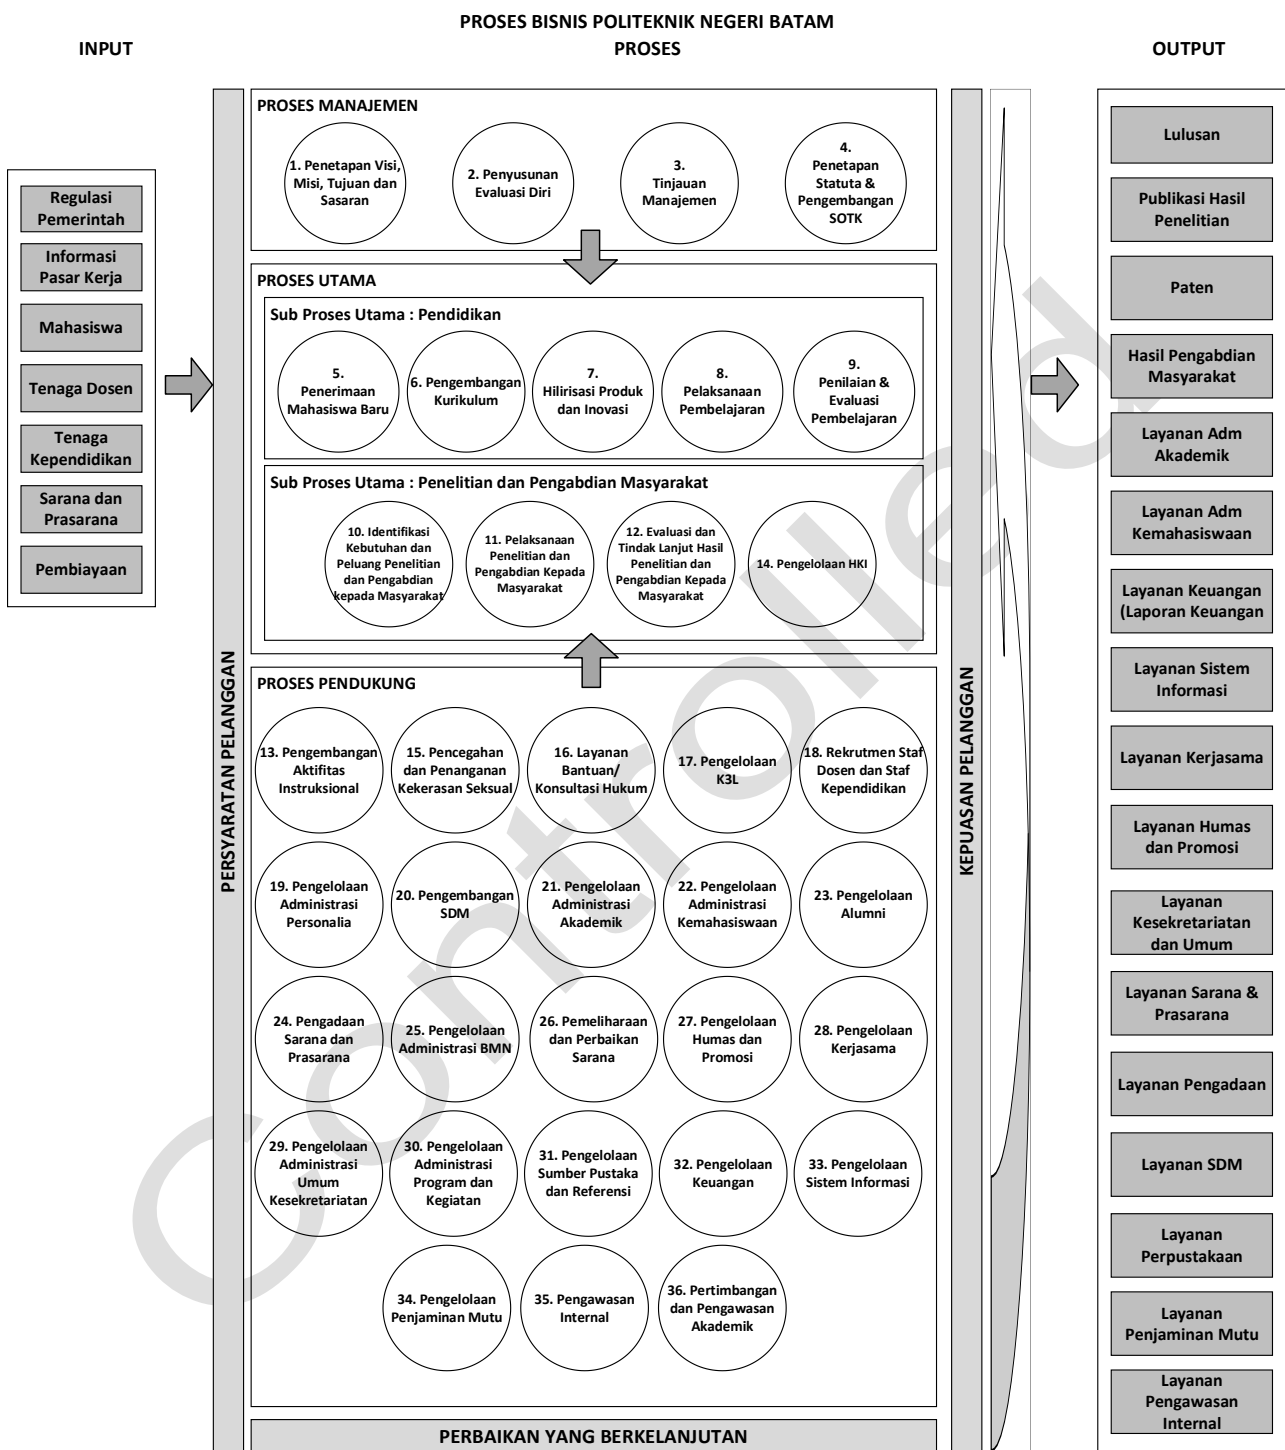 PROSES BISNIS POLITEKNIK NEGERI BATAM
INPUT
PROSES
OUTPUT
Regulasi
Pemerintah
Informasi
Pasar Kerja
Mahasiswa
Tenaga Dosen
Tenaga
Kependidikan
Sarana dan
Prasarana
Pembiayaan
PERSYARATAN PELANGGAN
PROSES MANAJEMEN
1. Penetapan Visi,
Misi, Tujuan dan
Sasaran
2. Penyusunan
Evaluasi Diri
3.
Tinjauan
Manajemen
4.
Penetapan
Statuta &
Pengembangan
SOTK
PROSES UTAMA
Sub Proses Utama : Pendidikan
5.
Penerimaan
Mahasiswa Baru
6. Pengembangan
Kurikulum
7.
Hilirisasi Produk
dan Inovasi
8.
Pelaksanaan
Pembelajaran
9.
Penilaian &
Evaluasi
Pembelajaran
Sub Proses Utama : Penelitian dan Pengabdian Masyarakat
10. Identifikasi
Kebutuhan dan
Peluang Penelitian
dan Pengabdian
kepada Masyarakat
11. Pelaksanaan
Penelitian dan
Pengabdian Kepada
Masyarakat
12. Evaluasi dan
Tindak Lanjut Hasil
Penelitian dan
Pengabdian Kepada
Masyarakat
14. Pengelolaan HKI
PROSES PENDUKUNG
13. Pengembangan
Aktifitas
Instruksional
15. Pencegahan
dan Penanganan
Kekerasan Seksual
16. Layanan
Bantuan/
Konsultasi Hukum
17. Pengelolaan
K3L
18. Rekrutmen Staf
Dosen dan Staf
Kependidikan
19. Pengelolaan
Administrasi
Personalia
20. Pengembangan
SDM
21. Pengelolaan
Administrasi
Akademik
22. Pengelolaan
Administrasi
Kemahasiswaan
23. Pengelolaan
Alumni
24. Pengadaan
Sarana dan
Prasarana
25. Pengelolaan
Administrasi BMN
26. Pemeliharaan
dan Perbaikan
Sarana
27. Pengelolaan
Humas dan
Promosi
28. Pengelolaan
Kerjasama
29. Pengelolaan
Administrasi
Umum
Kesekretariatan
30. Pengelolaan
Administrasi
Program dan
Kegiatan
31. Pengelolaan
Sumber Pustaka
dan Referensi
32. Pengelolaan
Keuangan
33. Pengelolaan
Sistem Informasi
34. Pengelolaan
Penjaminan Mutu
35. Pengawasan
Internal
36. Pertimbangan
dan Pengawasan
Akademik
PERBAIKAN YANG BERKELANJUTAN
KEPUASAN PELANGGAN
Lulusan
Publikasi Hasil
Penelitian
Paten
Hasil Pengabdian
Masyarakat
Layanan Adm
Akademik
Layanan Adm
Kemahasiswaan
Layanan Keuangan
(Laporan Keuangan
Layanan Sistem
Informasi
Layanan Kerjasama
Layanan Humas
dan Promosi
Layanan
Kesekretariatan
dan Umum
Layanan Sarana &
Prasarana
Layanan Pengadaan
Layanan SDM
Layanan
Perpustakaan
Layanan
Penjaminan Mutu
Layanan
Pengawasan
Internal
Controlled